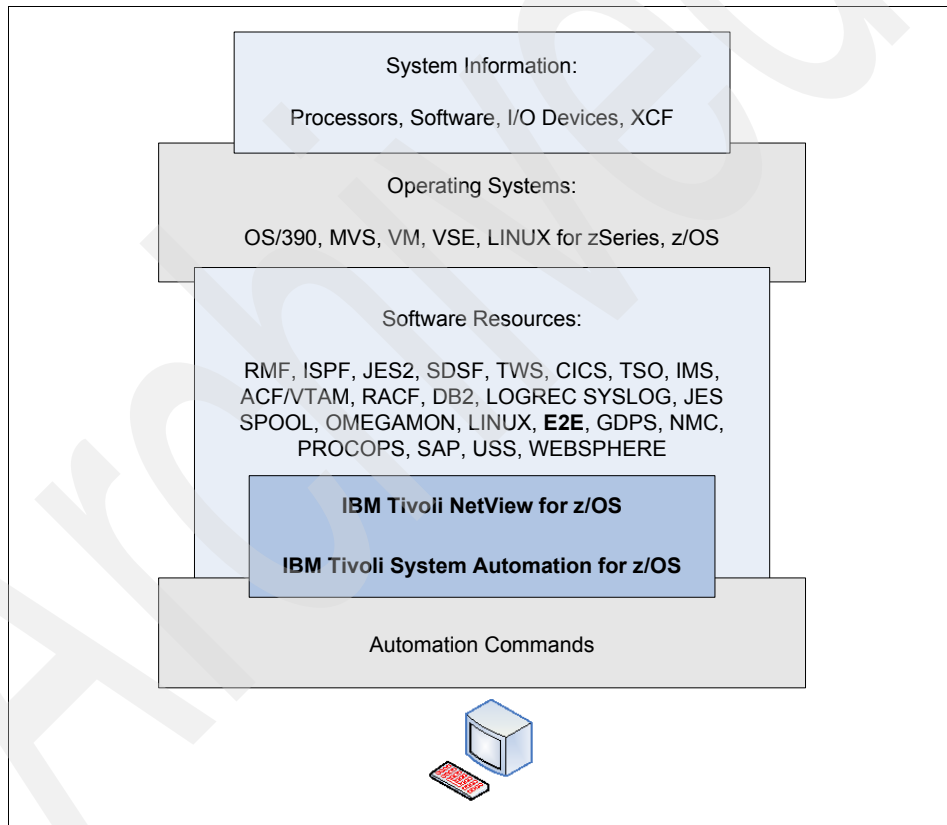 System Information:
Processors, Software, I/O Devices, XCF
Operating Systems:
OS/390, MVS, VM, VSE, LINUX for zSeries, z/OS
Software Resources:
RMF, ISPF, JES2, SDSF, TWS, CICS, TSO, IMS,
ACF/VTAM, RACF, DB2, LOGREC SYSLOG, JES
SPOOL, OMEGAMON, LINUX, E2E, GDPS, NMC,
PROCOPS, SAP, USS, WEBSPHERE
IBM Tivoli NetView for z/OS
IBM Tivoli System Automation for z/OS
Automation Commands
Archived